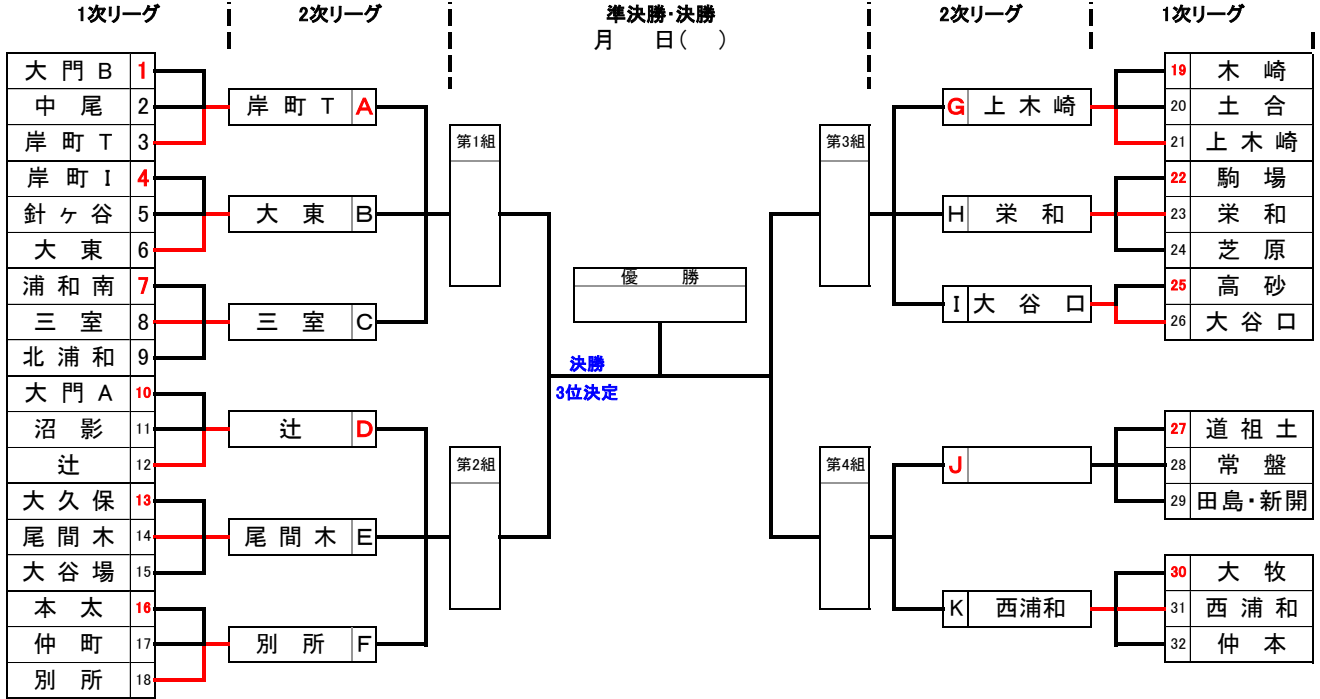 1次リーグ 2次リーグ 準決勝・決勝 2次リーグ 1次リーグ
月 日( )
大門B 1
中尾 2
岸町T 3
岸町I 4
針ヶ谷 5
大東 6
浦和南 7
三室 8
北浦和 9
大門A 10
沼影 11
辻 12
大久保 13
尾間木 14
大谷場 15
本太 16
仲町 17
別所 18
岸町T A
大東 B
三室 C
辻 D
尾間木 E
別所 F
第1組
第2組
優勝
決勝
3位決定
第3組
第4組
G 上木崎
H 栄和
I 大谷口
J
K 西浦和
19 木崎
20 土合
21 上木崎
22 駒場
23 栄和
24 芝原
25 高砂
26 大谷口
27 道祖土
28 常盤
29 田島・新開
30 大牧
31 西浦和
32 仲本